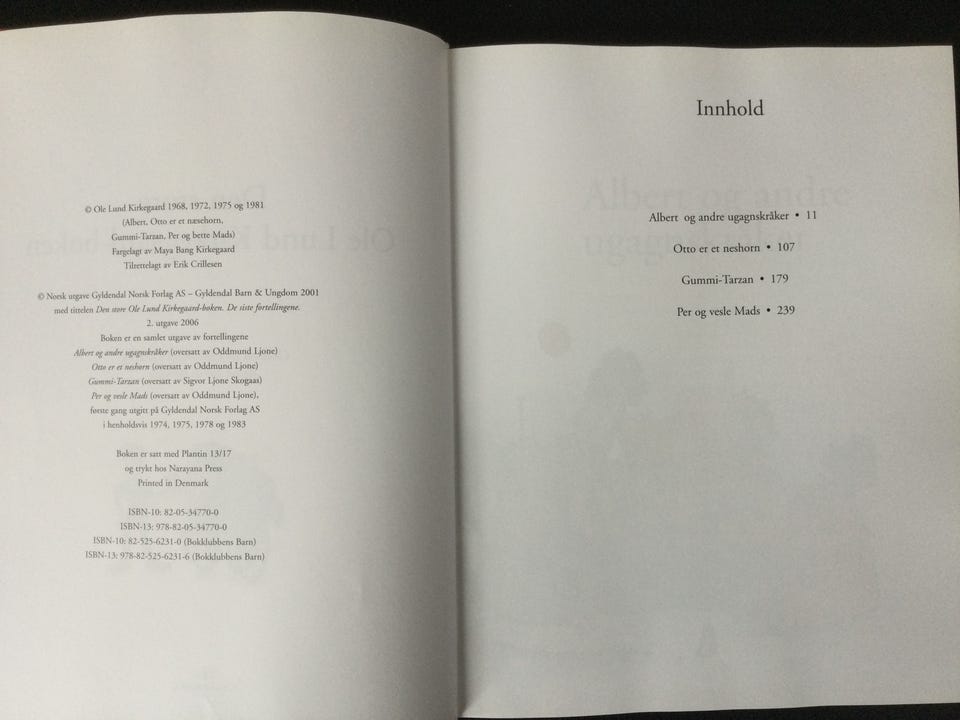 © Ole Lund Kirkegaard 1968, 1972, 1975 og 1981
(Albert, Otto er et næsehorn,
Gummi-Tarzan, Per og bette Mads)
Fargelagt av Maya Bang Kirkegaard
Tilrettelagt av Erik Crillesen
© Norsk utgave Gyldendal Norsk Forlag AS – Gyldendal Barn & Ungdom 2001
med tittelen Den store Ole Lund Kirkegaard-boken. De siste fortellingene.
2. utgave 2006
Boken er en samlet utgave av fortellingene
Albert og andre ugagnskråker (oversatt av Oddmund Ljone)
Otto er et neshorn (oversatt av Oddmund Ljone)
Gummi-Tarzan (oversatt av Sigvor Ljone Skogaas)
Per og vesle Mads (oversatt av Oddmund Ljone),
første gang utgitt på Gyldendal Norsk Forlag AS
i henholdsvis 1974, 1975, 1978 og 1983
Boken er satt med Plantin 13/17
og trykt hos Narayana Press
Printed in Denmark
ISBN-10: 82-05-34770-0
ISBN-13: 978-82-05-34770-0
ISBN-10: 82-525-6231-0 (Bokklubbens Barn)
ISBN-13: 978-82-525-6231-6 (Bokklubbens Barn)
Innhold
Albert og andre ugagnskråker • 11
Otto er et neshorn • 107
Gummi-Tarzan • 179
Per og vesle Mads • 239